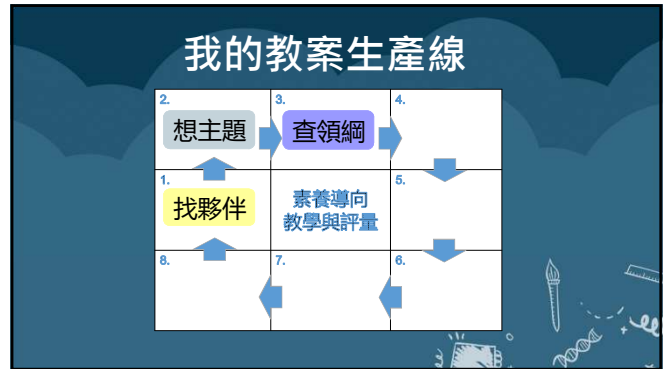 我的教案生產線
2.
想主題
3.
查領綱
4.
1.
找夥伴
素養導向
教學與評量
5.
8.
7.
6.